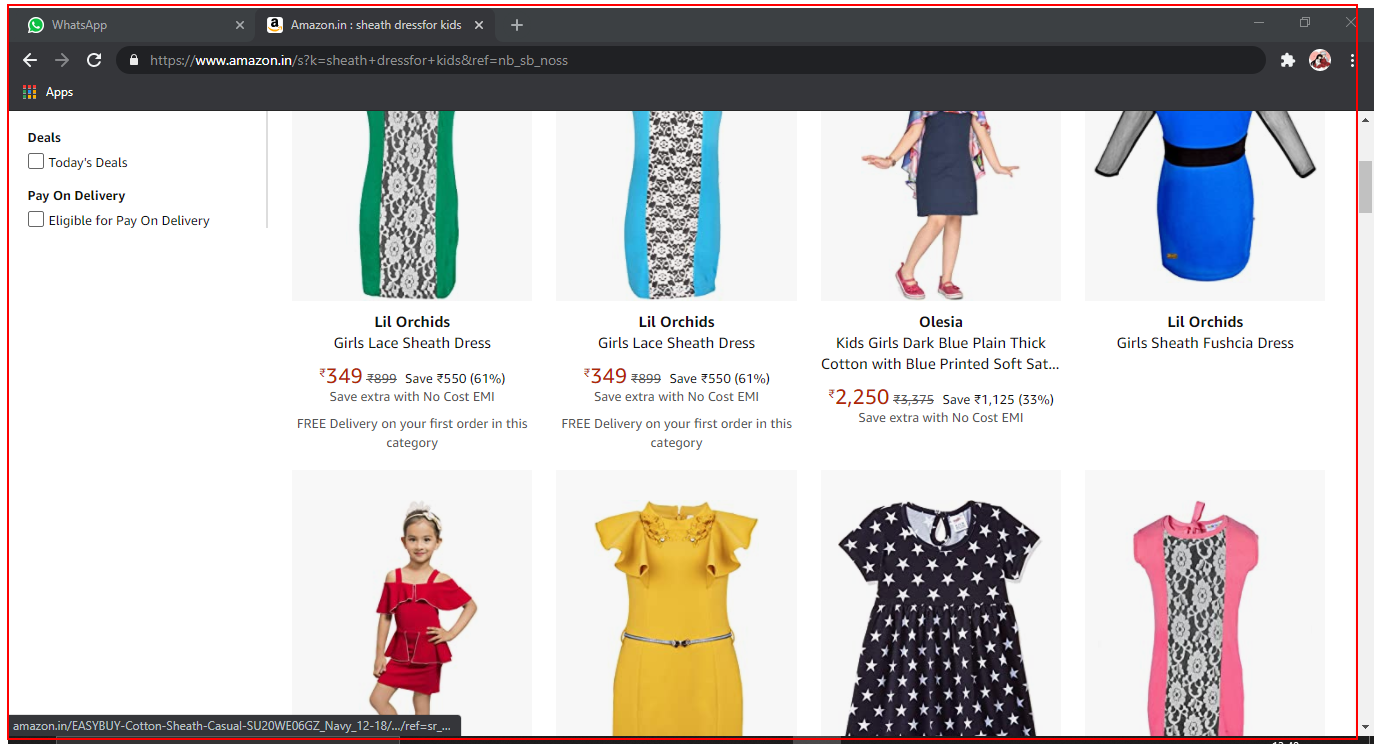 WhatsApp
Amazon.in : sheath dressfor kids
https://www.amazon.in/s?k=sheath+dressfor+kids&ref=nb_sb_noss
Apps
Deals
Today's Deals
Pay On Delivery
Eligible for Pay On Delivery
Lil Orchids
Girls Lace Sheath Dress
₹349 ₹899 Save ₹550 (61%)
Save extra with No Cost EMI
FREE Delivery on your first order in this
category
Lil Orchids
Girls Lace Sheath Dress
₹349 ₹899 Save ₹550 (61%)
Save extra with No Cost EMI
FREE Delivery on your first order in this
category
Olesia
Kids Girls Dark Blue Plain Thick
Cotton with Blue Printed Soft Sat...
₹2,250 ₹3,375 Save ₹1,125 (33%)
Save extra with No Cost EMI
Lil Orchids
Girls Sheath Fushcia Dress
amazon.in/EASYBUY-Cotton-Sheath-Casual-SU20WE06GZ_Navy_12-18/.../ref=sr_...